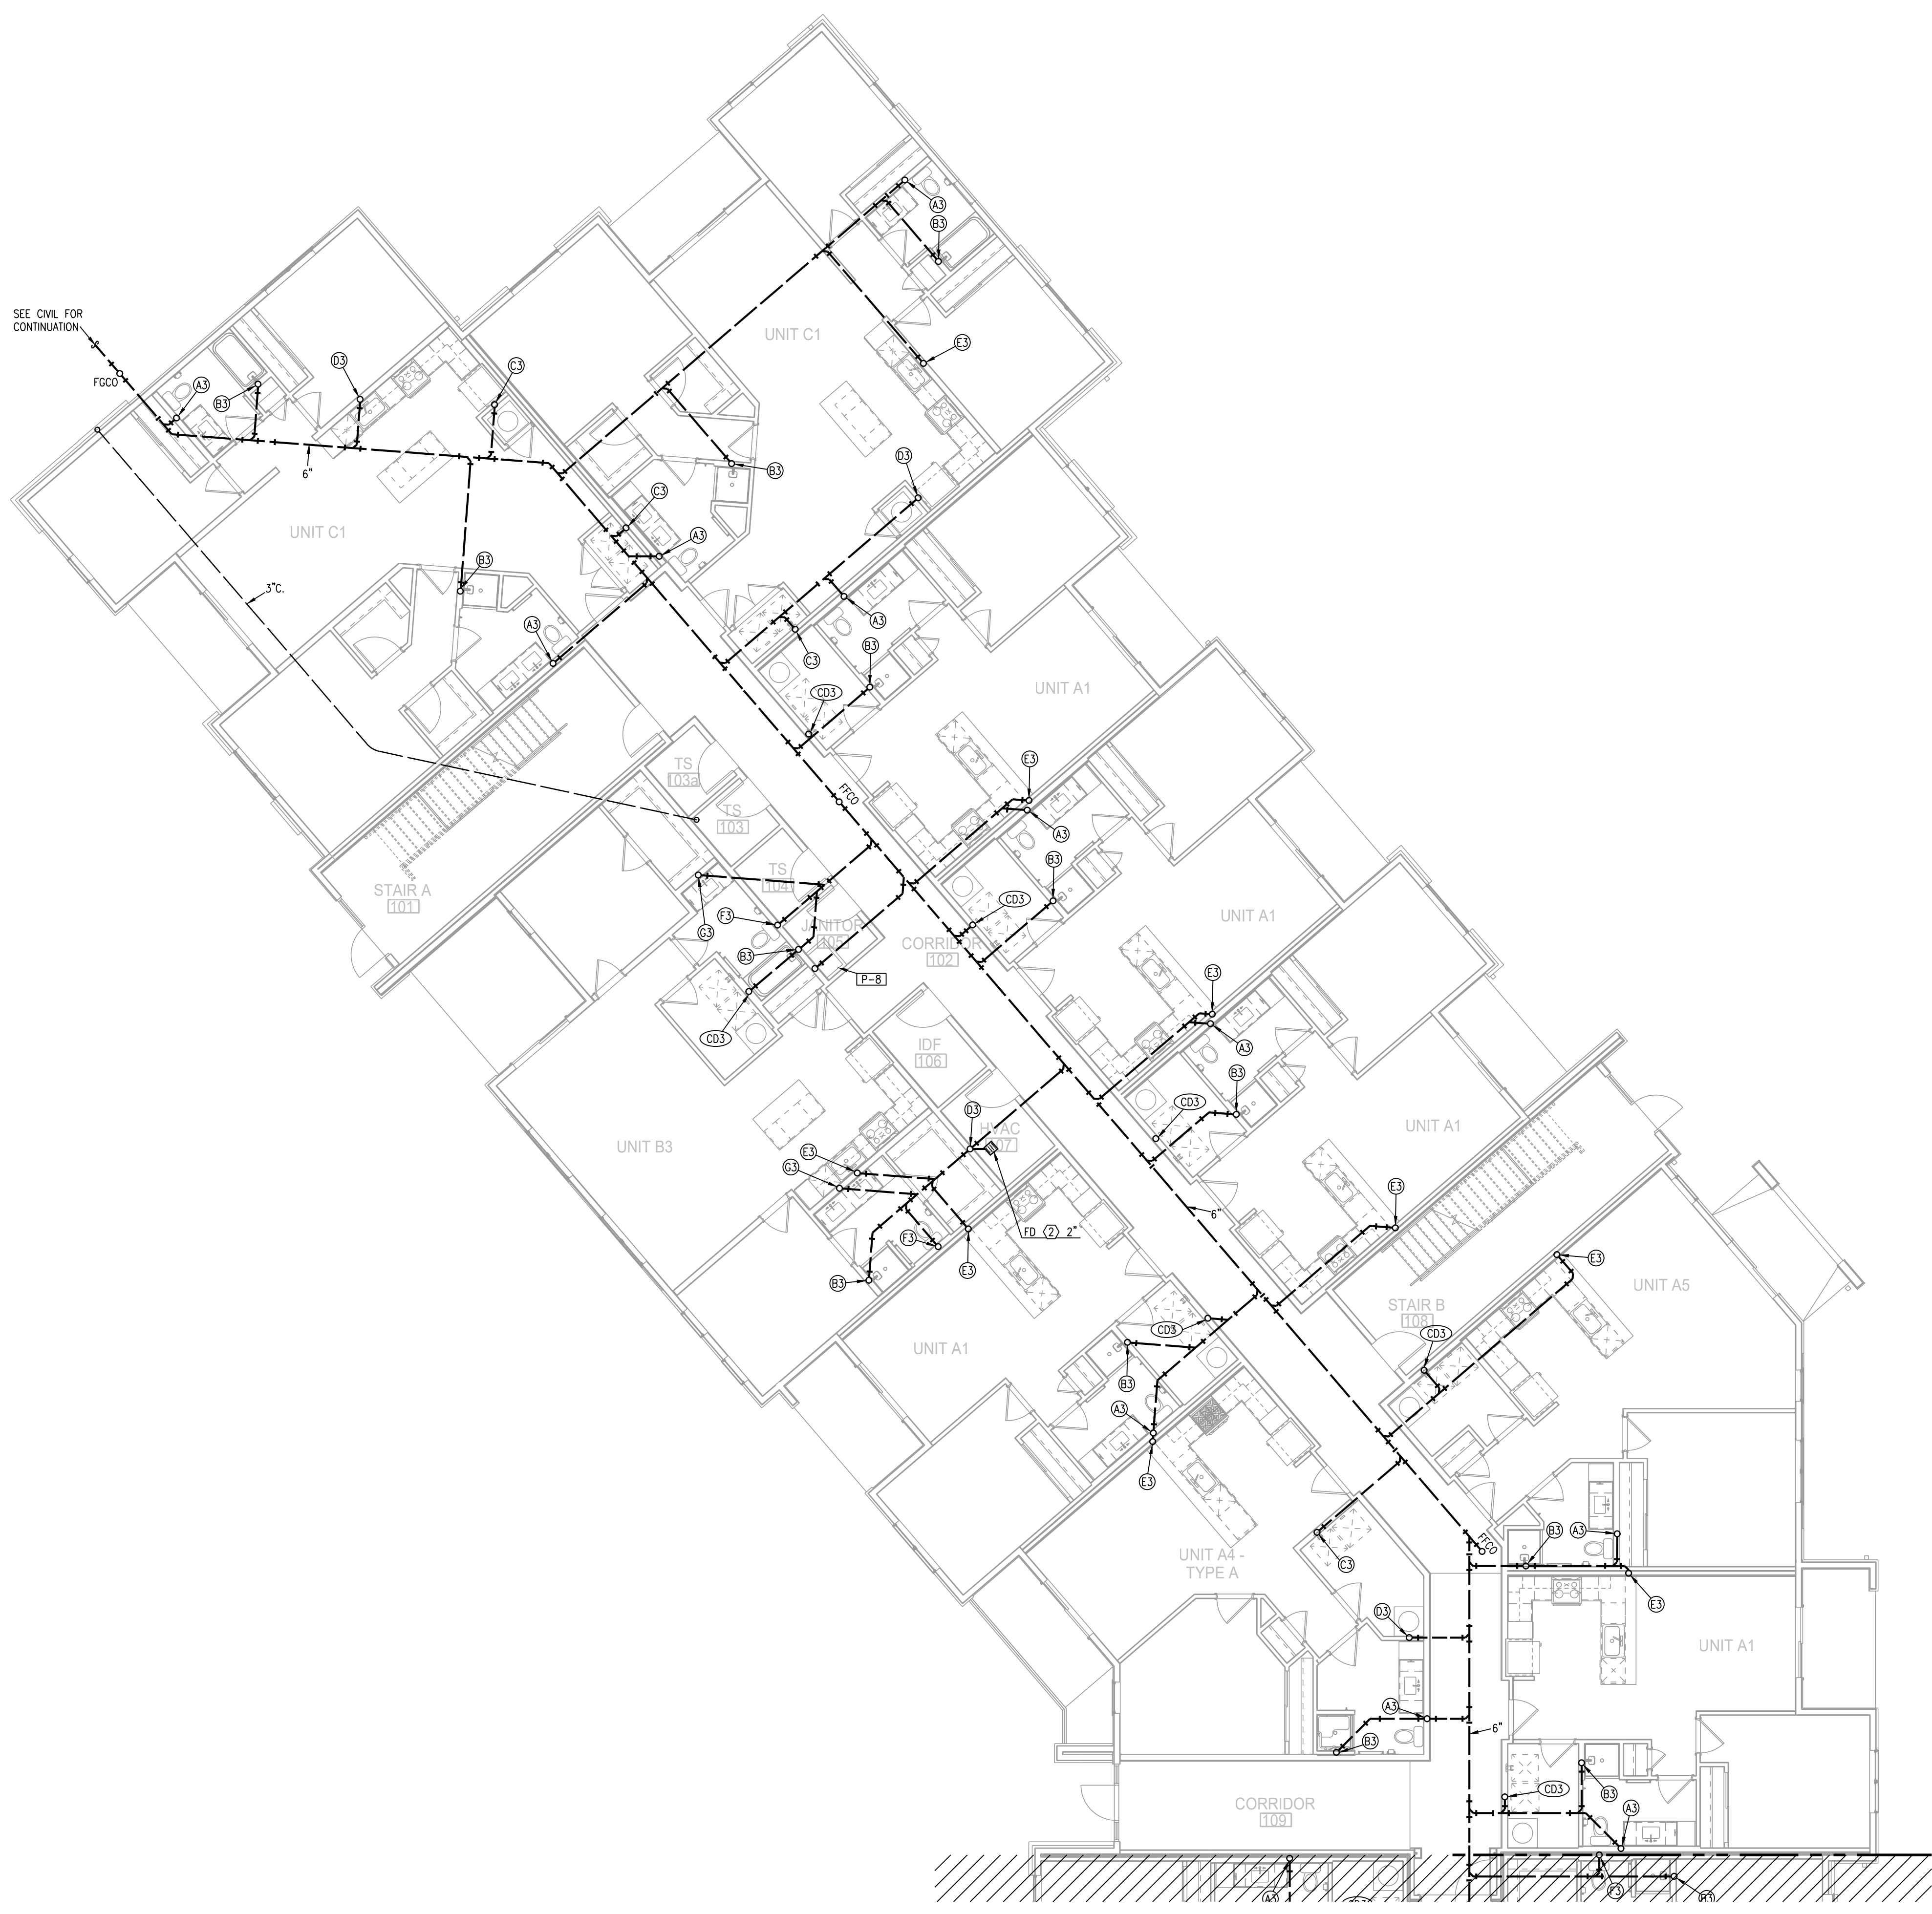 A3
B3
SEE CIVIL FOR
CONTINUATION
UNIT C1
E3
D3
C3
FGCO
A3
B3
6"
B3
D3
C3
UNIT C1
A3
B3
3"C.
A3
A3
C3
B3
UNIT A1
CD3
TS
103a
E3
TS
103
FFCO
A3
B3
TS
104
STAIR A
101
CD3
F3
G3
JANITOR
105
UNIT A1
CORRIDOR
102
B3
P-8
E3
CD3
IDF
106
A3
B3
D3
CD3
HVAC
107
UNIT A1
UNIT B3
E3
G3
E3
6"
FD 2 2"
F3
E3
B3
E3
UNIT A5
STAIR B
108
CD3
CD3
UNIT A1
B3
A3
E3
FFCO
B3
A3
UNIT A4 -
TYPE A
C3
E3
D3
UNIT A1
A3
6"
B3
CD3
B3
CORRIDOR
109
A3
A3
F3
B3